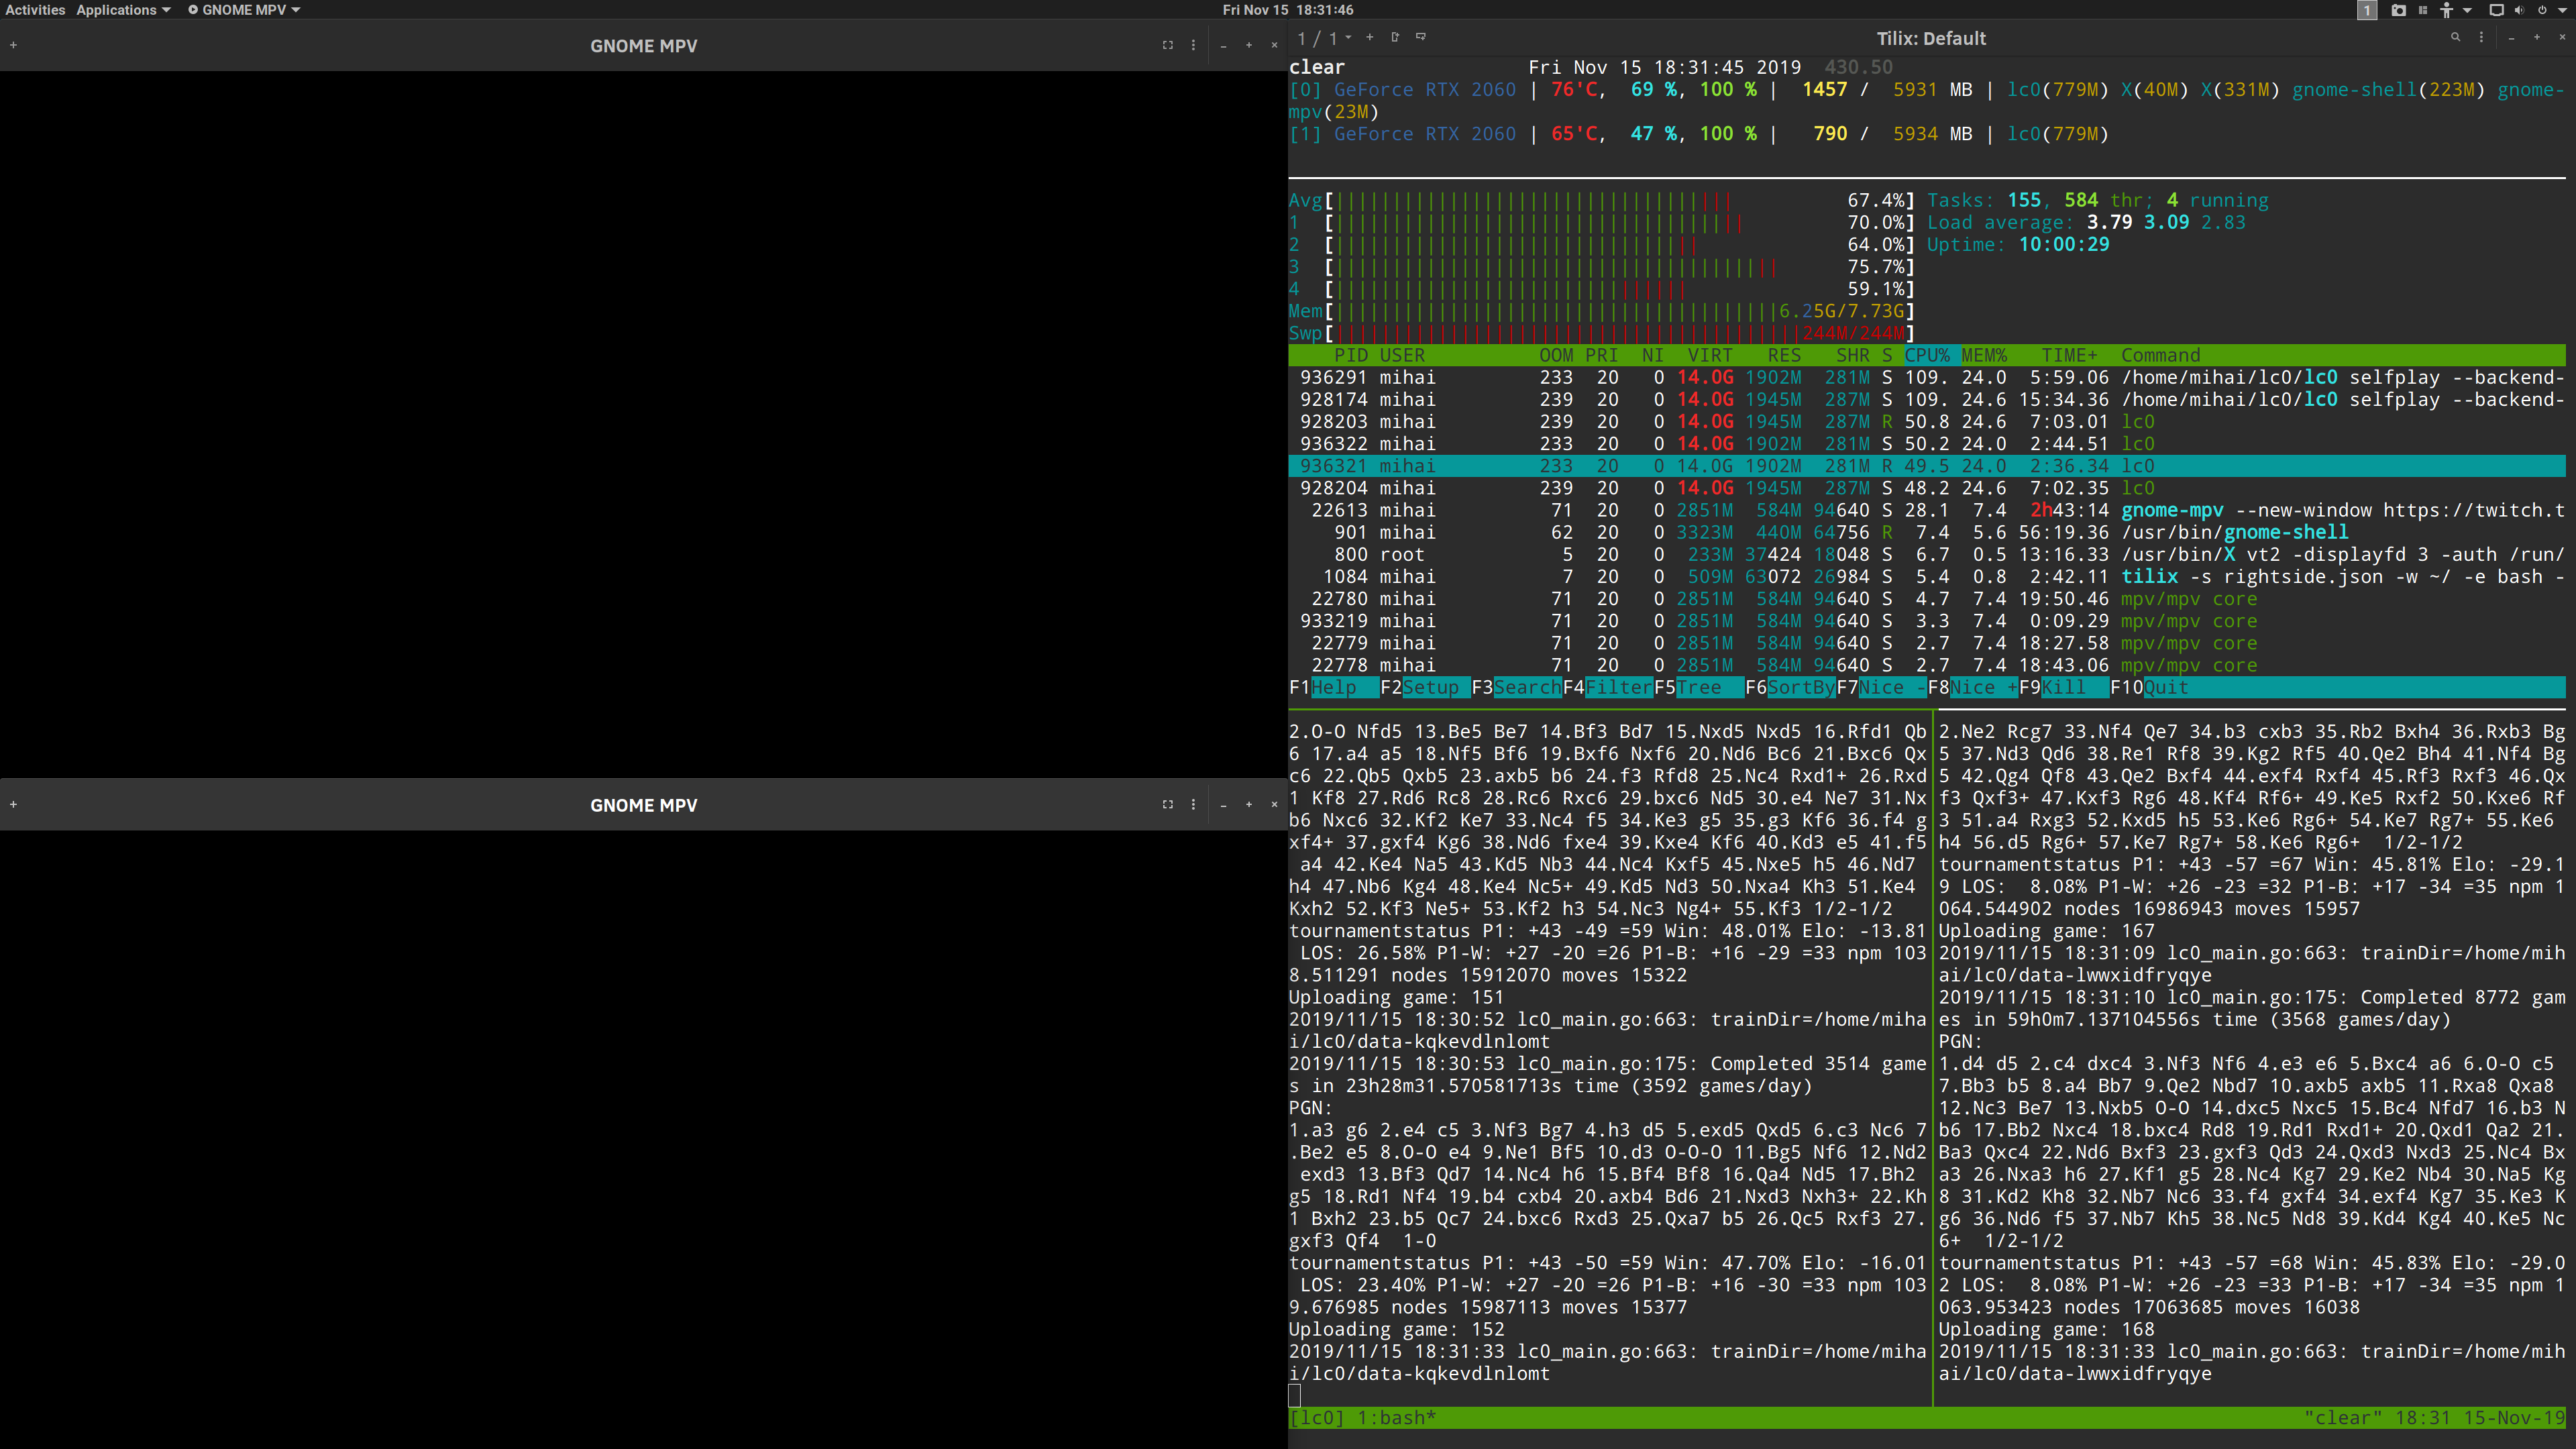 Activities Applications GNOME MPV Fri Nov 15 18:31:46 1
GNOME MPV
GNOME MPV
1 / 1 Tilix: Default
clear Fri Nov 15 18:31:45 2019 430.50
[0] GeForce RTX 2060 | 76'C, 69 %, 100 % | 1457 / 5931 MB | lc0(779M) X(40M) X(331M) gnome-shell(223M) gnome-
mpv(23M)
[1] GeForce RTX 2060 | 65'C, 47 %, 100 % | 790 / 5934 MB | lc0(779M)
Avg[ 67.4%] Tasks: 155, 584 thr; 4 running
1 [ 70.0%] Load average: 3.79 3.09 2.83
2 [ 64.0%] Uptime: 10:00:29
3 [ 75.7%]
4 [ 59.1%]
Mem[ 6.25G/7.73G]
Swp[ 244M/244M]
PID USER OOM PRI NI VIRT RES SHR S CPU% MEM% TIME+ Command
936291 mihai 233 20 0 14.0G 1902M 281M S 109. 24.0 5:59.06 /home/mihai/lc0/lc0 selfplay --backend-
928174 mihai 239 20 0 14.0G 1945M 287M S 109. 24.6 15:34.36 /home/mihai/lc0/lc0 selfplay --backend-
928203 mihai 239 20 0 14.0G 1945M 287M R 50.8 24.6 7:03.01 lc0
936322 mihai 233 20 0 14.0G 1902M 281M S 50.2 24.0 2:44.51 lc0
936321 mihai 233 20 0 14.0G 1902M 281M R 49.5 24.0 2:36.34 lc0
928204 mihai 239 20 0 14.0G 1945M 287M S 48.2 24.6 7:02.35 lc0
22613 mihai 71 20 0 2851M 584M 94640 S 28.1 7.4 2h43:14 gnome-mpv --new-window https://twitch.t
901 mihai 62 20 0 3323M 440M 64756 R 7.4 5.6 56:19.36 /usr/bin/gnome-shell
800 root 5 20 0 233M 37424 18048 S 6.7 0.5 13:16.33 /usr/bin/X vt2 -displayfd 3 -auth /run/
1084 mihai 7 20 0 509M 63072 26984 S 5.4 0.8 2:42.11 tilix -s rightside.json -w ~/ -e bash -
22780 mihai 71 20 0 2851M 584M 94640 S 4.7 7.4 19:50.46 mpv/mpv core
933219 mihai 71 20 0 2851M 584M 94640 S 3.3 7.4 0:09.29 mpv/mpv core
22779 mihai 71 20 0 2851M 584M 94640 S 2.7 7.4 18:27.58 mpv/mpv core
22778 mihai 71 20 0 2851M 584M 94640 S 2.7 7.4 18:43.06 mpv/mpv core
F1Help F2Setup F3SearchF4FilterF5Tree F6SortByF7Nice -F8Nice +F9Kill F10Quit
2.O-O Nfd5 13.Be5 Be7 14.Bf3 Bd7 15.Nxd5 Nxd5 16.Rfd1 Qb
6 17.a4 a5 18.Nf5 Bf6 19.Bxf6 Nxf6 20.Nd6 Bc6 21.Bxc6 Qx
c6 22.Qb5 Qxb5 23.axb5 b6 24.f3 Rfd8 25.Nc4 Rxd1+ 26.Rxd
1 Kf8 27.Rd6 Rc8 28.Rc6 Rxc6 29.bxc6 Nd5 30.e4 Ne7 31.Nx
b6 Nxc6 32.Kf2 Ke7 33.Nc4 f5 34.Ke3 g5 35.g3 Kf6 36.f4 g
xf4+ 37.gxf4 Kg6 38.Nd6 fxe4 39.Kxe4 Kf6 40.Kd3 e5 41.f5
a4 42.Ke4 Na5 43.Kd5 Nb3 44.Nc4 Kxf5 45.Nxe5 h5 46.Nd7
h4 47.Nb6 Kg4 48.Ke4 Nc5+ 49.Kd5 Nd3 50.Nxa4 Kh3 51.Ke4
Kxh2 52.Kf3 Ne5+ 53.Kf2 h3 54.Nc3 Ng4+ 55.Kf3 1/2-1/2
tournamentstatus P1: +43 -49 =59 Win: 48.01% Elo: -13.81
LOS: 26.58% P1-W: +27 -20 =26 P1-B: +16 -29 =33 npm 103
8.511291 nodes 15912070 moves 15322
Uploading game: 151
2019/11/15 18:30:52 lc0_main.go:663: trainDir=/home/miha
i/lc0/data-kqkevdlnlomt
2019/11/15 18:30:53 lc0_main.go:175: Completed 3514 game
s in 23h28m31.570581713s time (3592 games/day)
PGN:
1.a3 g6 2.e4 c5 3.Nf3 Bg7 4.h3 d5 5.exd5 Qxd5 6.c3 Nc6 7
.Be2 e5 8.O-O e4 9.Ne1 Bf5 10.d3 O-O-O 11.Bg5 Nf6 12.Nd2
exd3 13.Bf3 Qd7 14.Nc4 h6 15.Bf4 Bf8 16.Qa4 Nd5 17.Bh2
g5 18.Rd1 Nf4 19.b4 cxb4 20.axb4 Bd6 21.Nxd3 Nxh3+ 22.Kh
1 Bxh2 23.b5 Qc7 24.bxc6 Rxd3 25.Qxa7 b5 26.Qc5 Rxf3 27.
gxf3 Qf4 1-0
tournamentstatus P1: +43 -50 =59 Win: 47.70% Elo: -16.01
LOS: 23.40% P1-W: +27 -20 =26 P1-B: +16 -30 =33 npm 103
9.676985 nodes 15987113 moves 15377
Uploading game: 152
2019/11/15 18:31:33 lc0_main.go:663: trainDir=/home/miha
i/lc0/data-kqkevdlnlomt
2.Ne2 Rcg7 33.Nf4 Qe7 34.b3 cxb3 35.Rb2 Bxh4 36.Rxb3 Bg
5 37.Nd3 Qd6 38.Re1 Rf8 39.Kg2 Rf5 40.Qe2 Bh4 41.Nf4 Bg
5 42.Qg4 Qf8 43.Qe2 Bxf4 44.exf4 Rxf4 45.Rf3 Rxf3 46.Qx
f3 Qxf3+ 47.Kxf3 Rg6 48.Kf4 Rf6+ 49.Ke5 Rxf2 50.Kxe6 Rf
3 51.a4 Rxg3 52.Kxd5 h5 53.Ke6 Rg6+ 54.Ke7 Rg7+ 55.Ke6
h4 56.d5 Rg6+ 57.Ke7 Rg7+ 58.Ke6 Rg6+ 1/2-1/2
tournamentstatus P1: +43 -57 =67 Win: 45.81% Elo: -29.1
9 LOS: 8.08% P1-W: +26 -23 =32 P1-B: +17 -34 =35 npm 1
064.544902 nodes 16986943 moves 15957
Uploading game: 167
2019/11/15 18:31:09 lc0_main.go:663: trainDir=/home/mih
ai/lc0/data-lwwxidfryqye
2019/11/15 18:31:10 lc0_main.go:175: Completed 8772 gam
es in 59h0m7.137104556s time (3568 games/day)
PGN:
1.d4 d5 2.c4 dxc4 3.Nf3 Nf6 4.e3 e6 5.Bxc4 a6 6.O-O c5
7.Bb3 b5 8.a4 Bb7 9.Qe2 Nbd7 10.axb5 axb5 11.Rxa8 Qxa8
12.Nc3 Be7 13.Nxb5 O-O 14.dxc5 Nxc5 15.Bc4 Nfd7 16.b3 N
b6 17.Bb2 Nxc4 18.bxc4 Rd8 19.Rd1 Rxd1+ 20.Qxd1 Qa2 21.
Ba3 Qxc4 22.Nd6 Bxf3 23.gxf3 Qd3 24.Qxd3 Nxd3 25.Nc4 Bx
a3 26.Nxa3 h6 27.Kf1 g5 28.Nc4 Kg7 29.Ke2 Nb4 30.Na5 Kg
8 31.Kd2 Kh8 32.Nb7 Nc6 33.f4 gxf4 34.exf4 Kg7 35.Ke3 K
g6 36.Nd6 f5 37.Nb7 Kh5 38.Nc5 Nd8 39.Kd4 Kg4 40.Ke5 Nc
6+ 1/2-1/2
tournamentstatus P1: +43 -57 =68 Win: 45.83% Elo: -29.0
2 LOS: 8.08% P1-W: +26 -23 =33 P1-B: +17 -34 =35 npm 1
063.953423 nodes 17063685 moves 16038
Uploading game: 168
2019/11/15 18:31:33 lc0_main.go:663: trainDir=/home/mih
ai/lc0/data-lwwxidfryqye
[lc0] 1:bash* "clear" 18:31 15-Nov-19